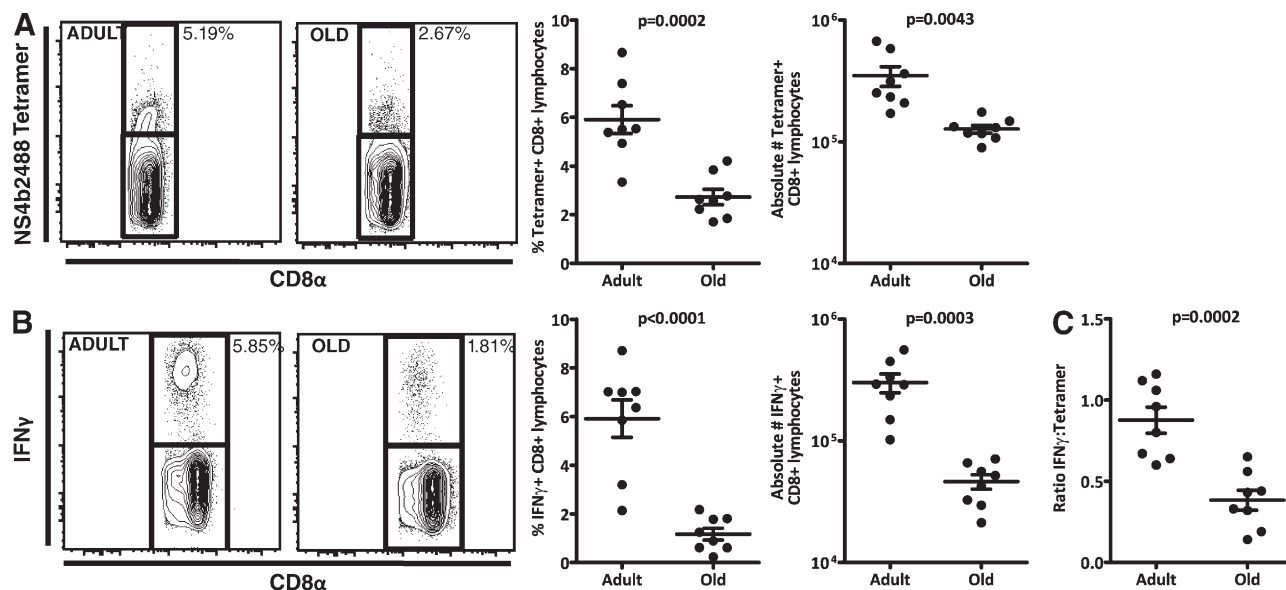 A
ADULT
5.19%
OLD
2.67%
NS4b2488 Tetramer
CD8α
% Tetramer+ CD8+ lymphocytes
10
8
6
4
2
0
p=0.0002
Adult
Old
Absolute # Tetramer+
CD8+ lymphocytes
10^6
10^5
10^4
p=0.0043
Adult
Old
B
ADULT
5.85%
OLD
1.81%
IFNγ
CD8α
% IFNγ+ CD8+ lymphocytes
10
8
6
4
2
0
p<0.0001
Adult
Old
Absolute # IFNγ+
CD8+ lymphocytes
10^6
10^5
10^4
p=0.0003
Adult
Old
C
Ratio IFNγ:Tetramer
1.5
1.0
0.5
0.0
p=0.0002
Adult
Old